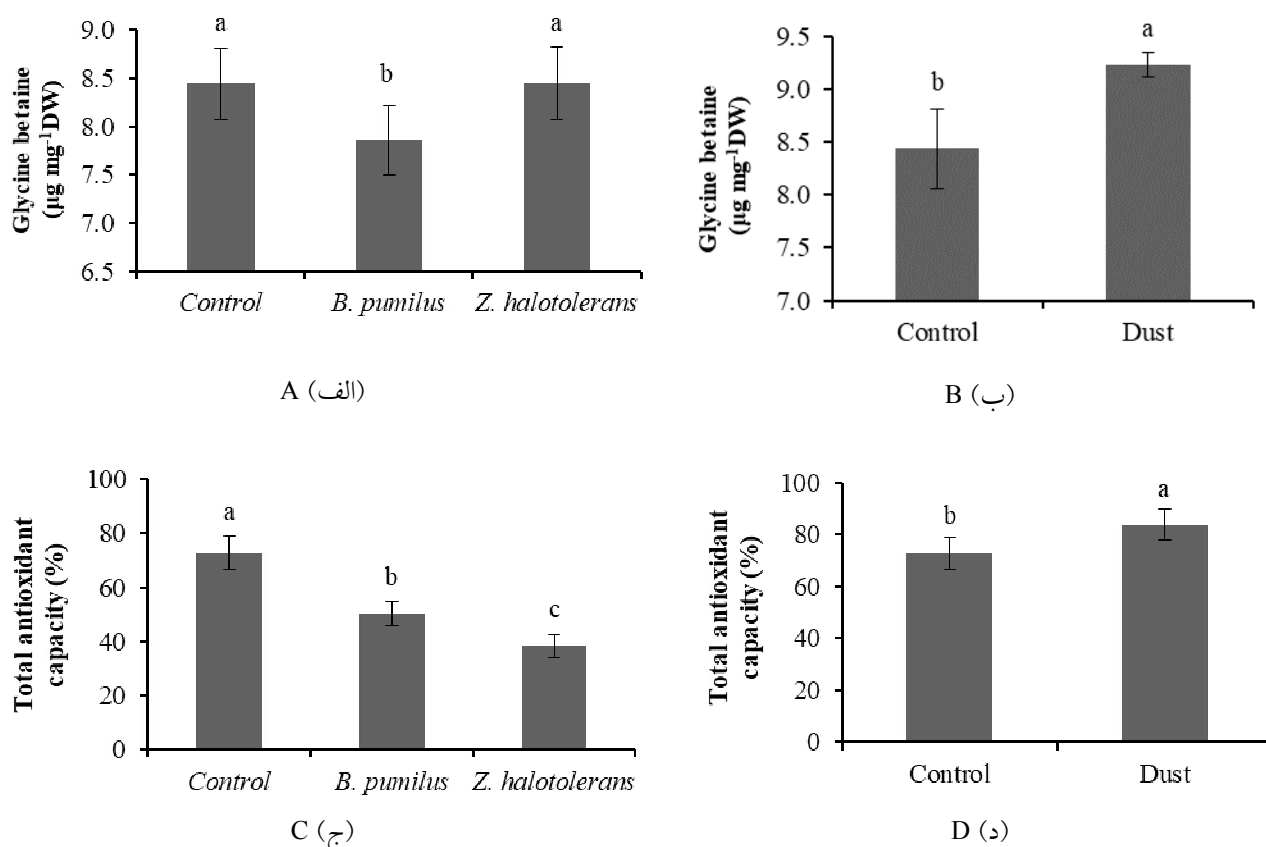 Glycine betaine
(µg mg⁻¹DW)
9.0
8.5
8.0
7.5
7.0
6.5
a
b
a
Control
B. pumilus
Z. halotolerans
A (الف)
Glycine betaine
(µg mg⁻¹DW)
9.5
9.0
8.5
8.0
7.5
7.0
b
a
Control
Dust
B (ب)
Total antioxidant
capacity (%)
100
80
60
40
20
0
a
b
c
Control
B. pumilus
Z. halotolerans
C (ج)
Total antioxidant
capacity (%)
100
80
60
40
20
0
b
a
Control
Dust
D (د)